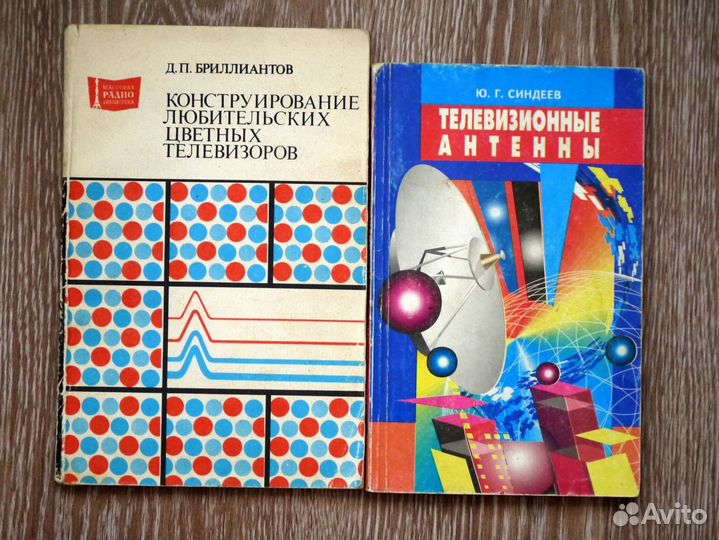 МАССОВАЯ
РАДИО
БИБЛИОТЕКА
Д. П. БРИЛЛИАНТОВ
КОНСТРУИРОВАНИЕ
ЛЮБИТЕЛЬСКИХ
ЦВЕТНЫХ
ТЕЛЕВИЗОРОВ
Ю. Г. СИНДЕЕВ
ТЕЛЕВИЗИОННЫЕ
АНТЕННЫ
Avito